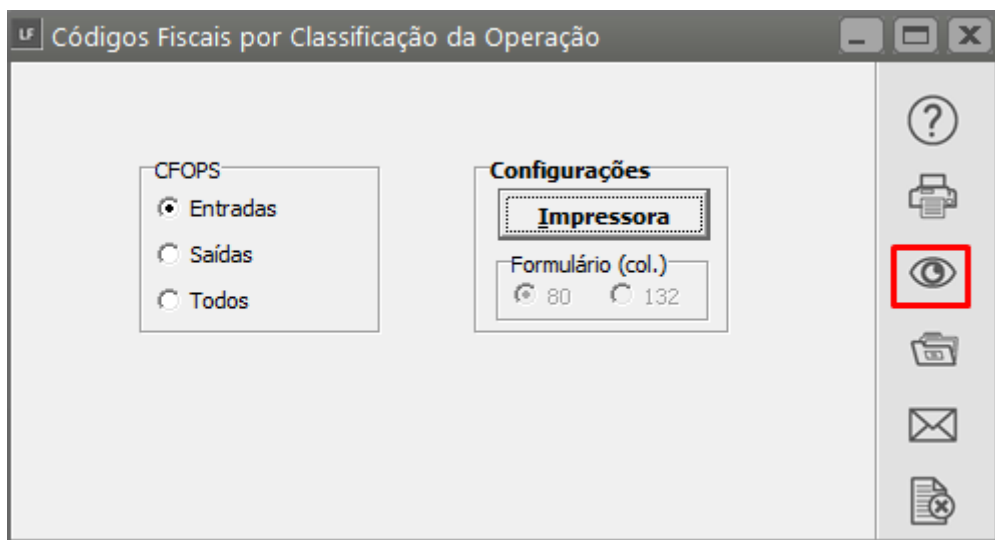 LF Códigos Fiscais por Classificação da Operação
CFOPS
Entradas
Saídas
Todos
Configurações
Impressora
Formulário (col.)
80 132